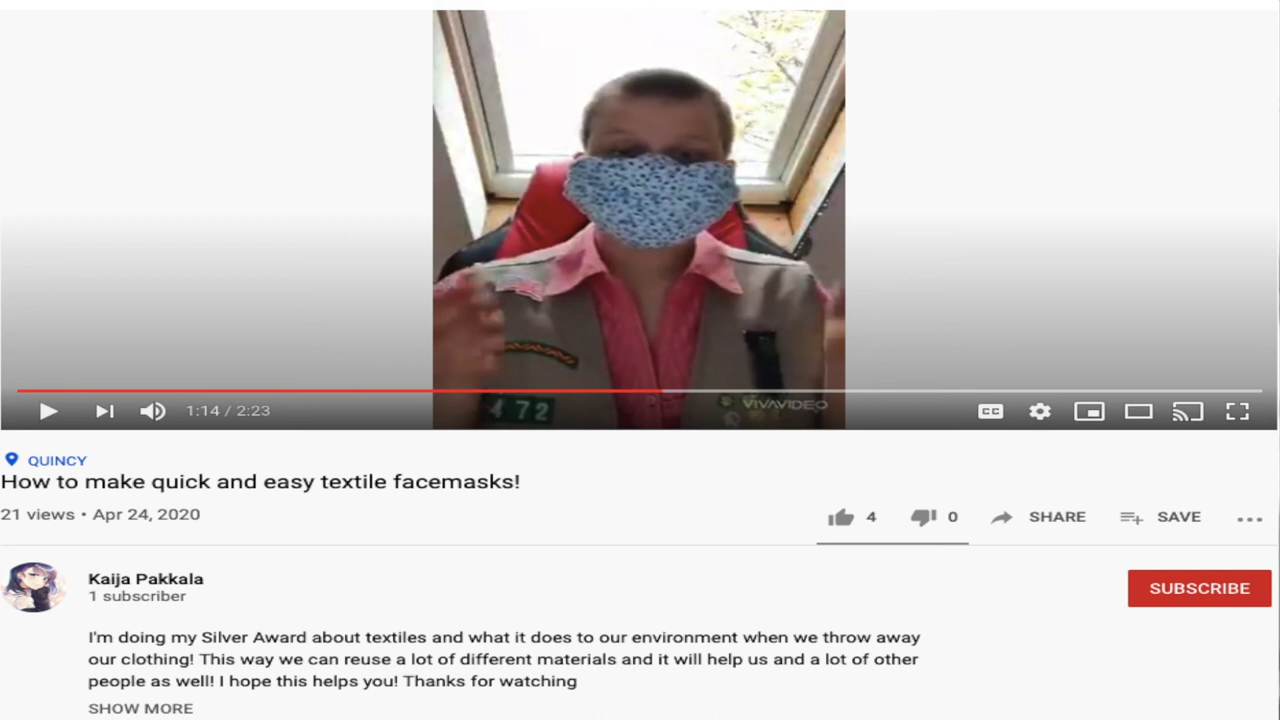 4 7 2
VIVAVIDEO
1:14 / 2:23
CC
QUINCY
How to make quick and easy textile facemasks!
21 views • Apr 24, 2020
4 0 SHARE SAVE ...
Kaija Pakkala
1 subscriber
SUBSCRIBE
I'm doing my Silver Award about textiles and what it does to our environment when we throw away
our clothing! This way we can reuse a lot of different materials and it will help us and a lot of other
people as well! I hope this helps you! Thanks for watching
SHOW MORE